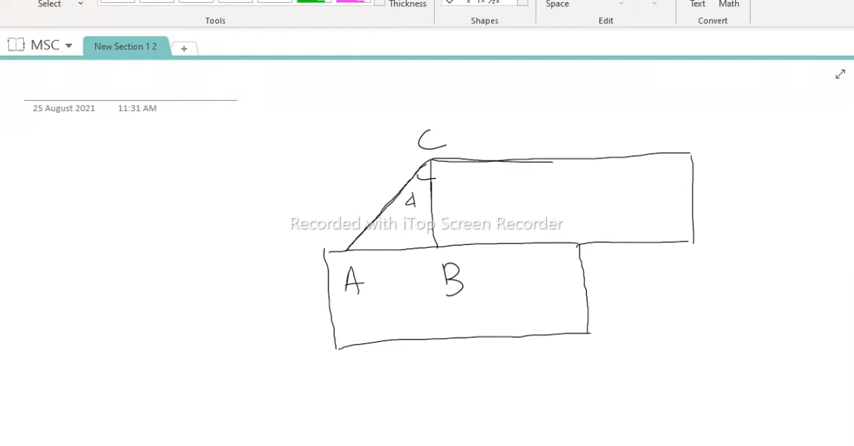 Select
Tools
Thickness
Shapes
Space
Edit
Text
Math
Convert
MSC
New Section 1 2
+
25 August 2021 11:31 AM
C
Recorded with iTop Screen Recorder
A
B